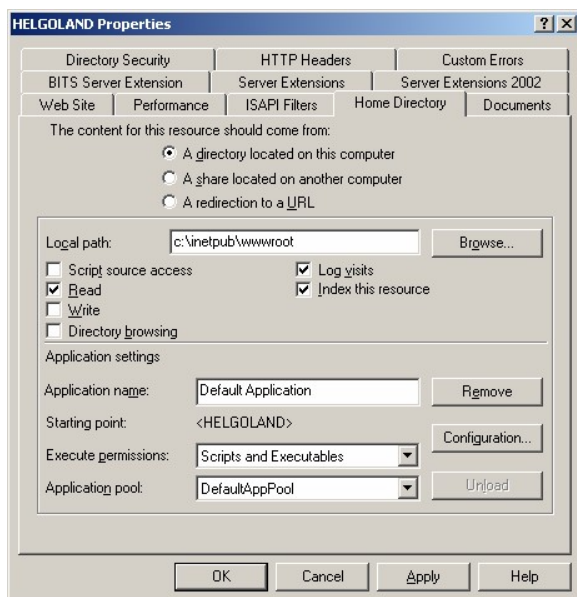 HELGOLAND Properties
Directory Security HTTP Headers Custom Errors
BITS Server Extension Server Extensions Server Extensions 2002
Web Site Performance ISAPI Filters Home Directory Documents
The content for this resource should come from:
A directory located on this computer
A share located on another computer
A redirection to a URL
Local path: c:\inetpub\wwwroot Browse...
Script source access Log visits
Read Index this resource
Write
Directory browsing
Application settings
Application name: Default Application Remove
Starting point: <HELGOLAND>
Configuration...
Execute permissions: Scripts and Executables
Application pool: DefaultAppPool Unload
OK Cancel Apply Help